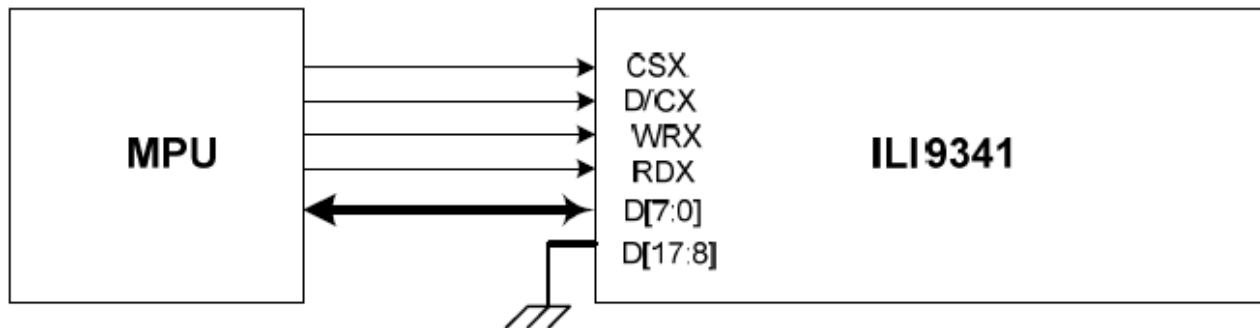 MPU
CSX
D/CX
WRX
RDX
D[7:0]
D[17:8]
ILI9341